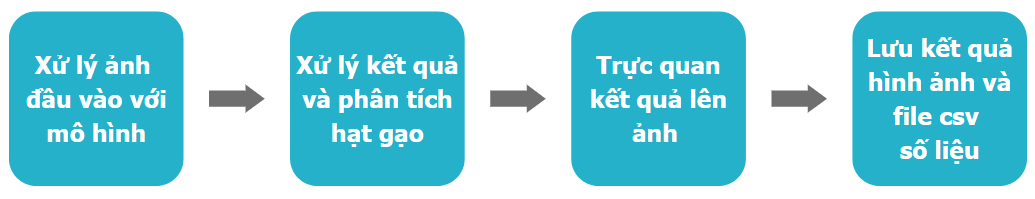 Xử lý ảnh
đầu vào với
mô hình
Xử lý kết quả
và phân tích
hạt gạo
Trực quan
kết quả lên
ảnh
Lưu kết quả
hình ảnh và
file csv
số liệu